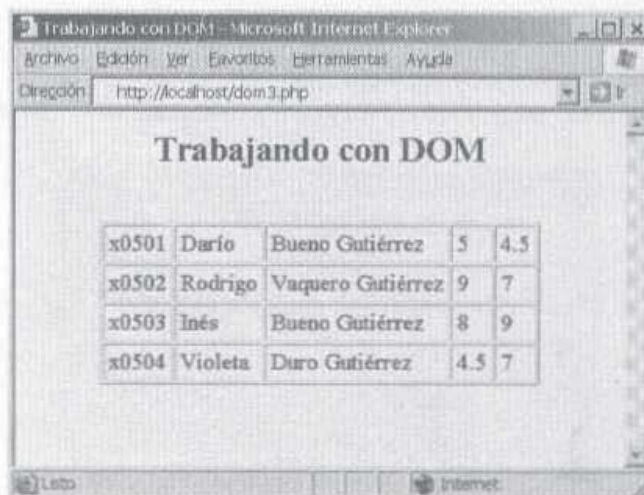 Trabajando con DOM - Microsoft Internet Explorer
Archivo Edición Ver Favoritos Herramientas Ayuda
Dirección http://localhost/dom3.php Ir
Trabajando con DOM
x0501 Darío Bueno Gutiérrez 5 4.5
x0502 Rodrigo Vaquero Gutiérrez 9 7
x0503 Inés Bueno Gutiérrez 8 9
x0504 Violeta Duro Gutiérrez 4.5 7
Listo Internet